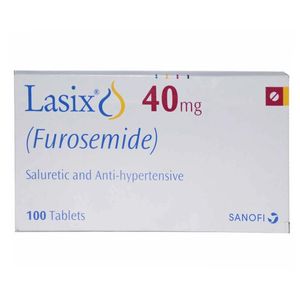 Lasix® 40mg
(Furosemide)
Saluretic and Anti-hypertensive
100 Tablets
SANOFI